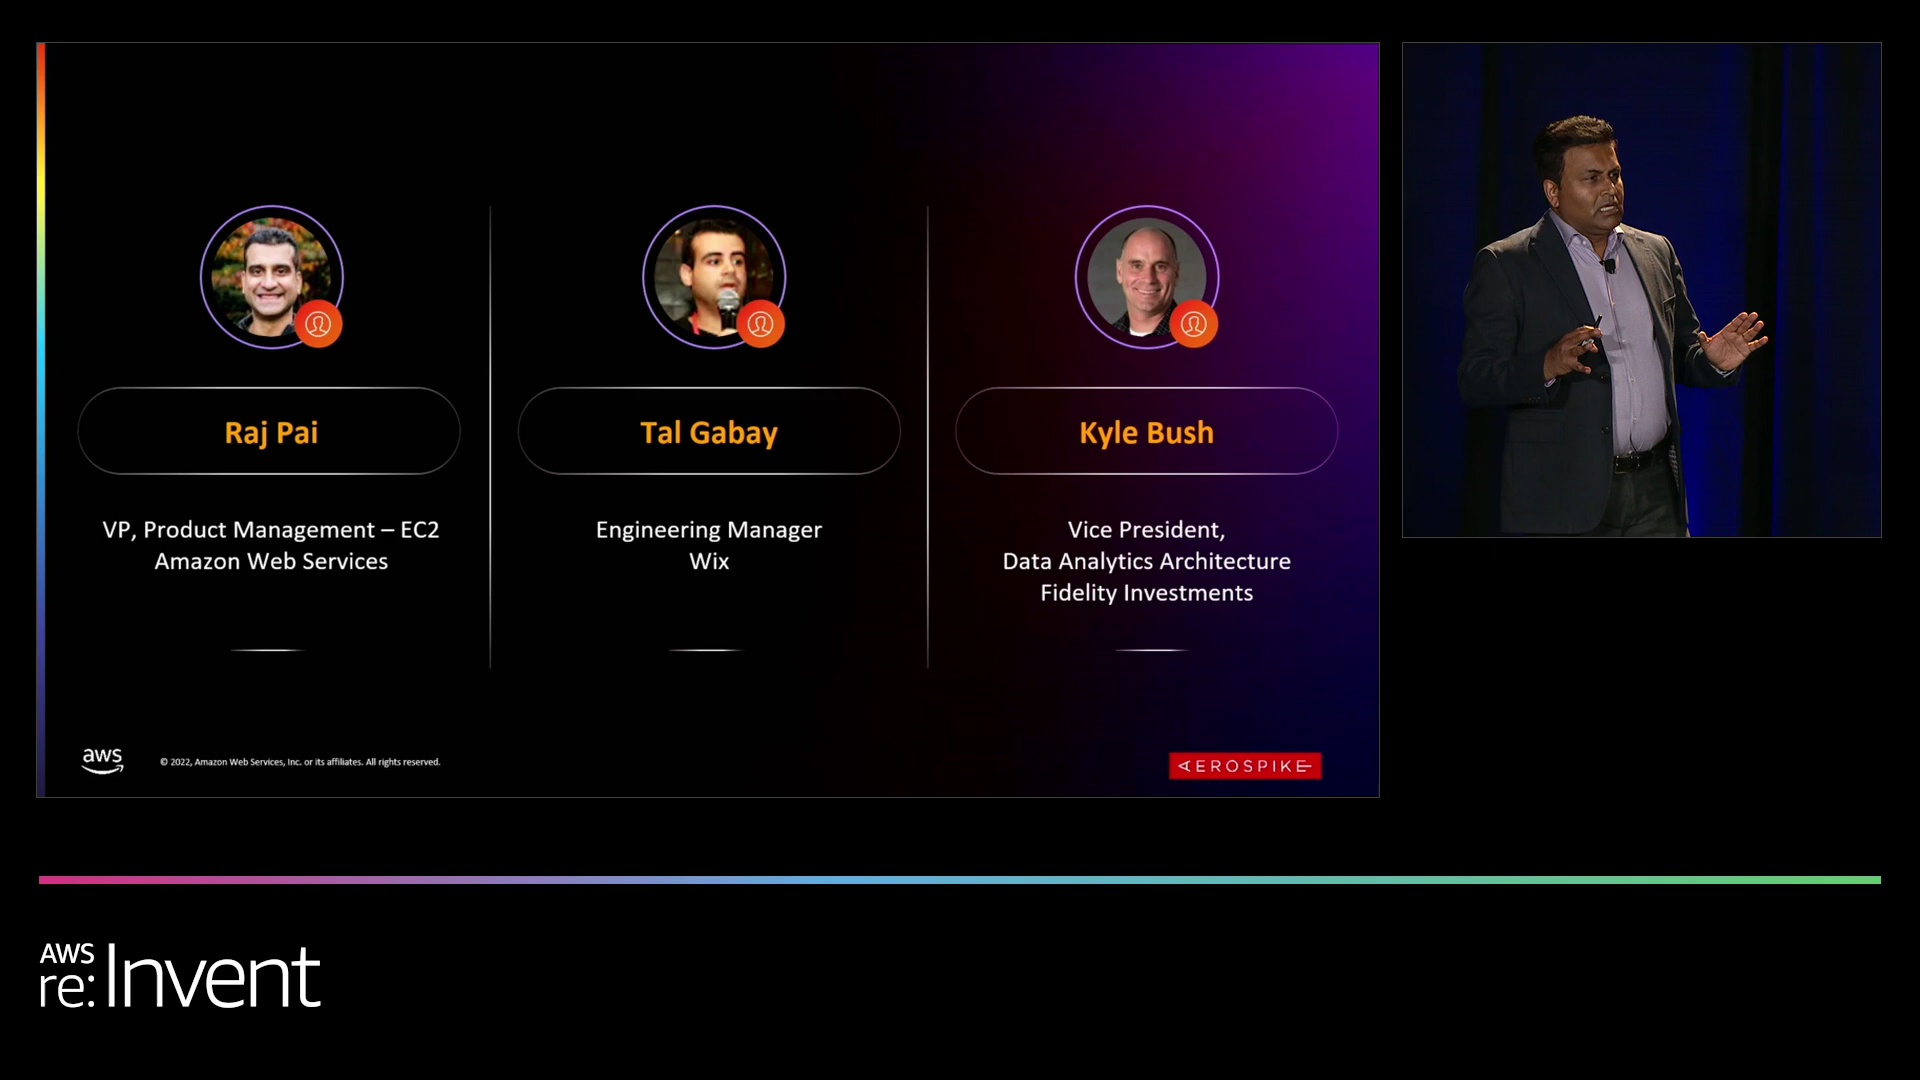 Raj Pai
VP, Product Management – EC2
Amazon Web Services
Tal Gabay
Engineering Manager
Wix
Kyle Bush
Vice President,
Data Analytics Architecture
Fidelity Investments
aws
© 2022, Amazon Web Services, Inc. or its affiliates. All rights reserved.
AEROSPIKE
AWS
re:Invent